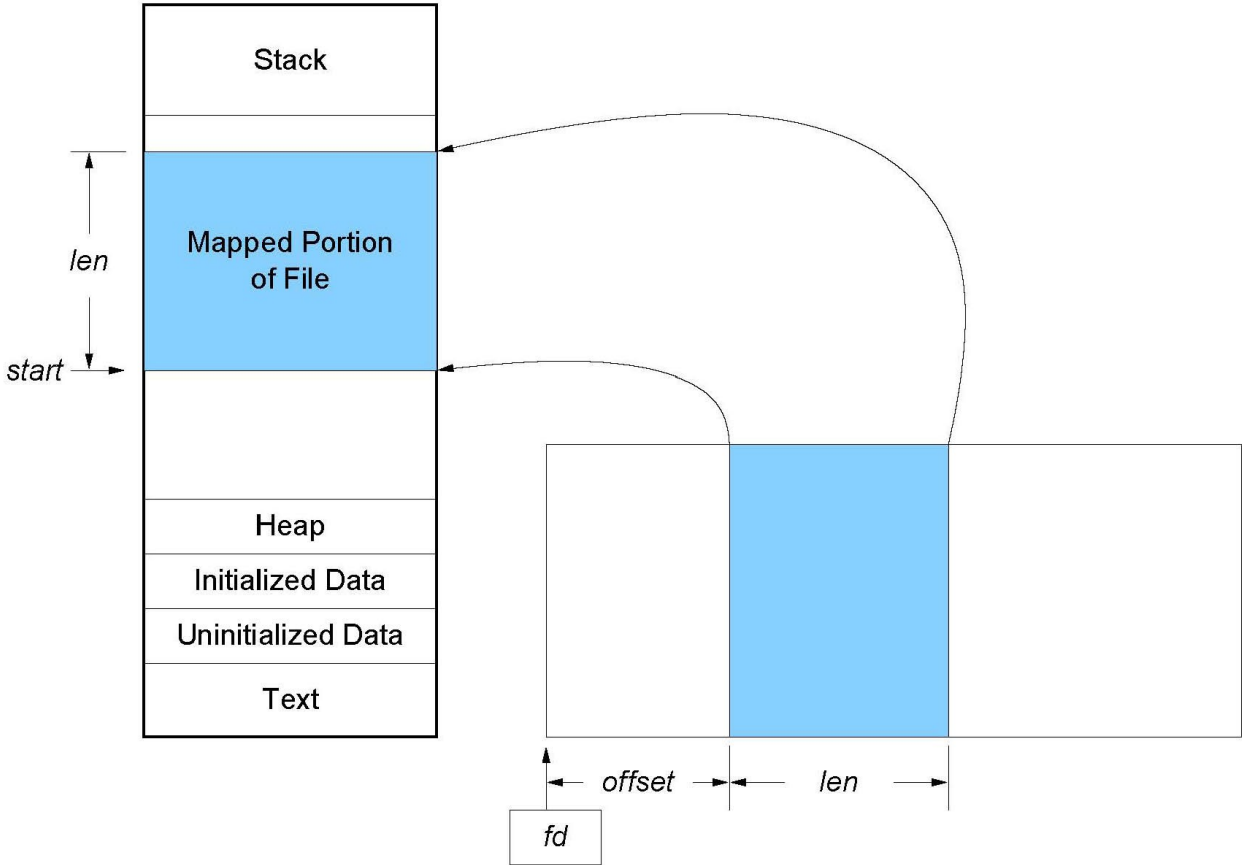 Stack
Mapped Portion
of File
len
start
Heap
Initialized Data
Uninitialized Data
Text
offset
len
fd